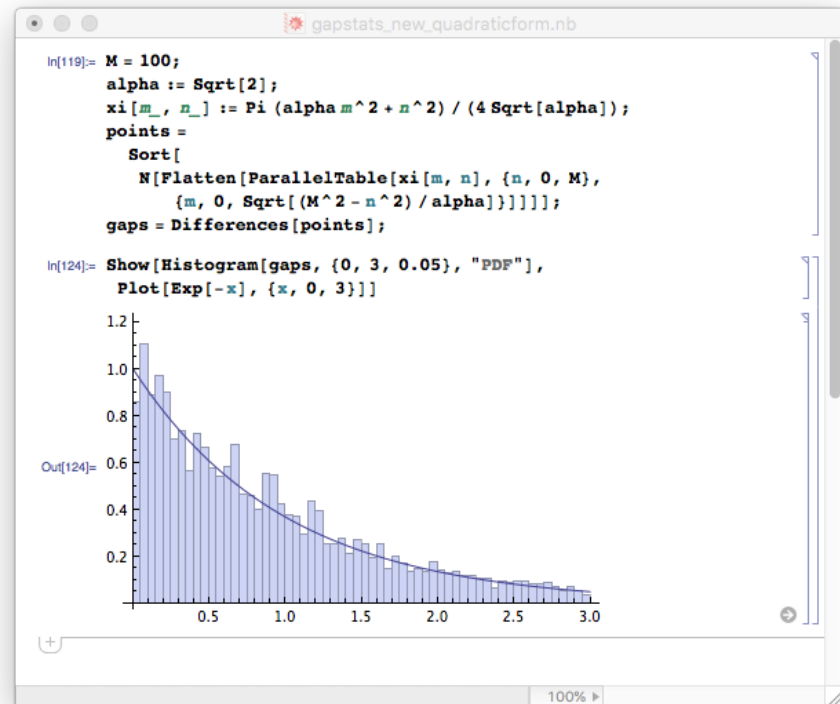 gapstats_new_quadraticform.nb
In[119]:= M = 100;
alpha := Sqrt[2];
xi[m_, n_] := Pi (alpha m^2 + n^2) / (4 Sqrt[alpha]);
points =
Sort[
N[Flatten[ParallelTable[xi[m, n], {n, 0, M},
{m, 0, Sqrt[(M^2 - n^2) / alpha]}]]]];
gaps = Differences[points];
In[124]:= Show[Histogram[gaps, {0, 3, 0.05}, "PDF"],
Plot[Exp[-x], {x, 0, 3}]]
1.2
1.0
0.8
Out[124]= 0.6
0.4
0.2
0.5 1.0 1.5 2.0 2.5 3.0
100%